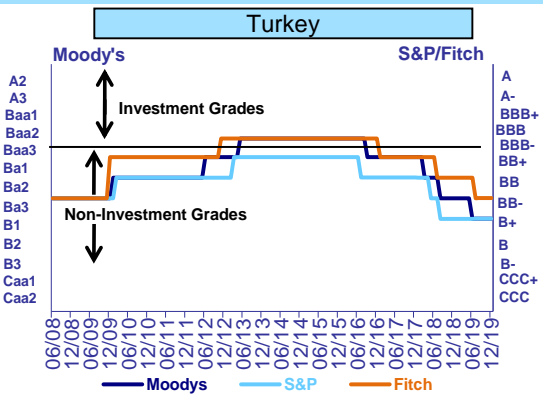 Turkey
Moody's S&P/Fitch
A2 A
A3 A-
Baa1 BBB+
Baa2 BBB
Baa3 BBB-
Ba1 BB+
Ba2 BB
Ba3 BB-
B1 B+
B2 B
B3 B-
Caa1 CCC+
Caa2 CCC
Investment Grades
Non-Investment Grades
06/08 12/08 06/09 12/09 06/10 12/10 06/11 12/11 06/12 12/12 06/13 12/13 06/14 12/14 06/15 12/15 06/16 12/16 06/17 12/17 06/18 12/18 06/19 12/19
Moodys S&P Fitch